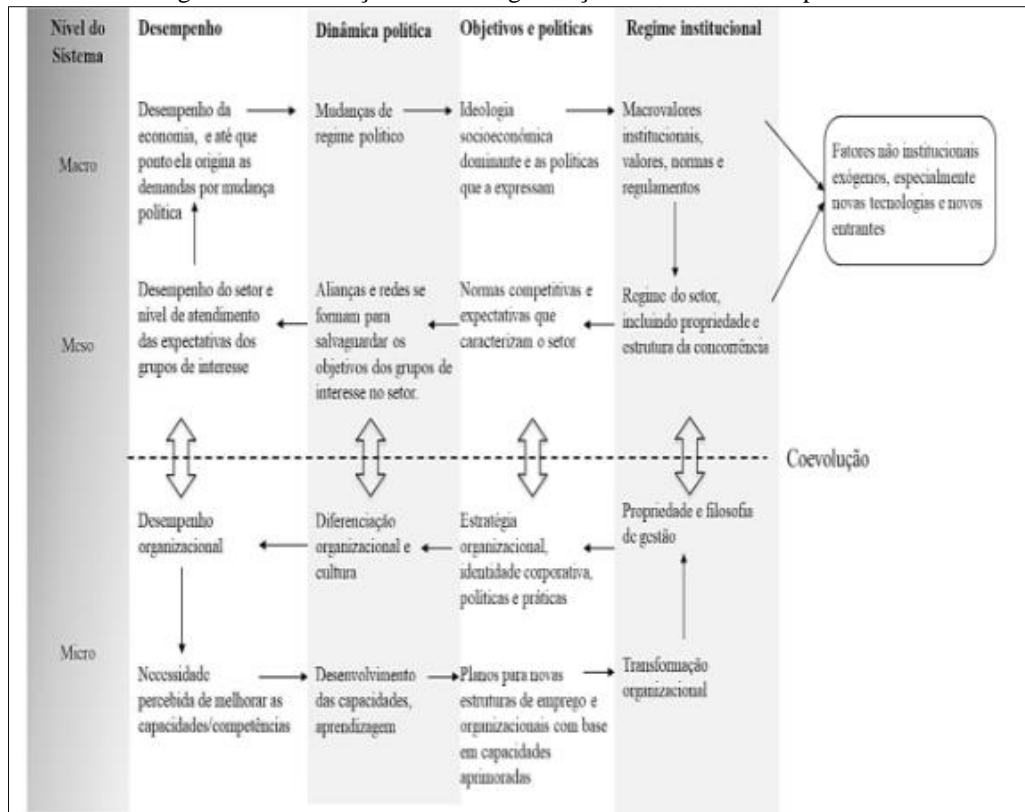 Nível do
Sistema
Desempenho
Dinâmica política
Objetivos e políticas
Regime institucional
Macro
Desempenho da
economia, e até que
ponto ela origina as
demandas por mudança
política
Mudanças de
regime político
Ideologia
socioeconômica
dominante e as políticas
que a expressam
Macrovalores
institucionais,
valores, normas e
regulamentos
Fatores não institucionais
exógenos, especialmente
novas tecnologias e novos
entrantes
Meso
Desempenho do setor e
nível de atendimento
das expectativas dos
grupos de interesse
Alianças e redes se
formam para
salvaguardar os
objetivos dos grupos de
interesse no setor.
Normas competitivas e
expectativas que
caracterizam o setor
Regime do setor,
incluindo propriedade e
estrutura da concorrência
Coevolução
Micro
Desempenho
organizacional
Diferenciação
organizacional e
cultura
Estratégia
organizacional,
identidade corporativa,
políticas e práticas
Propriedade e filosofia
de gestão
Necessidade
percebida de melhorar as
capacidades/competências
Desenvolvimento
das capacidades,
aprendizagem
Planos para novas
estruturas de emprego e
organizacionais com base
em capacidades
aprimoradas
Transformação
organizacional